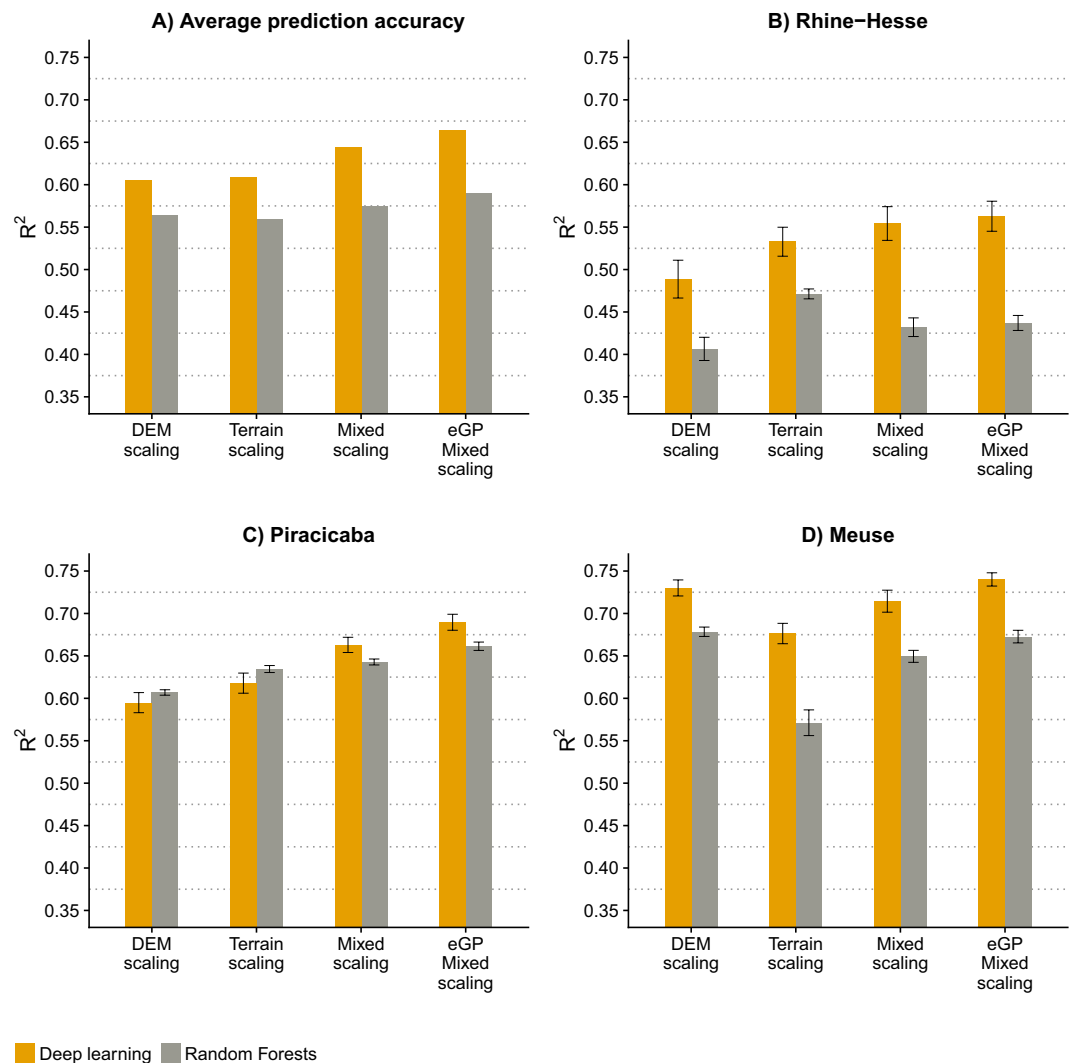 A) Average prediction accuracy
R²
0.75
0.70
0.65
0.60
0.55
0.50
0.45
0.40
0.35
DEM
scaling
Terrain
scaling
Mixed
scaling
eGP
Mixed
scaling
B) Rhine−Hesse
R²
0.75
0.70
0.65
0.60
0.55
0.50
0.45
0.40
0.35
DEM
scaling
Terrain
scaling
Mixed
scaling
eGP
Mixed
scaling
C) Piracicaba
R²
0.75
0.70
0.65
0.60
0.55
0.50
0.45
0.40
0.35
DEM
scaling
Terrain
scaling
Mixed
scaling
eGP
Mixed
scaling
D) Meuse
R²
0.75
0.70
0.65
0.60
0.55
0.50
0.45
0.40
0.35
DEM
scaling
Terrain
scaling
Mixed
scaling
eGP
Mixed
scaling
Deep learning
Random Forests